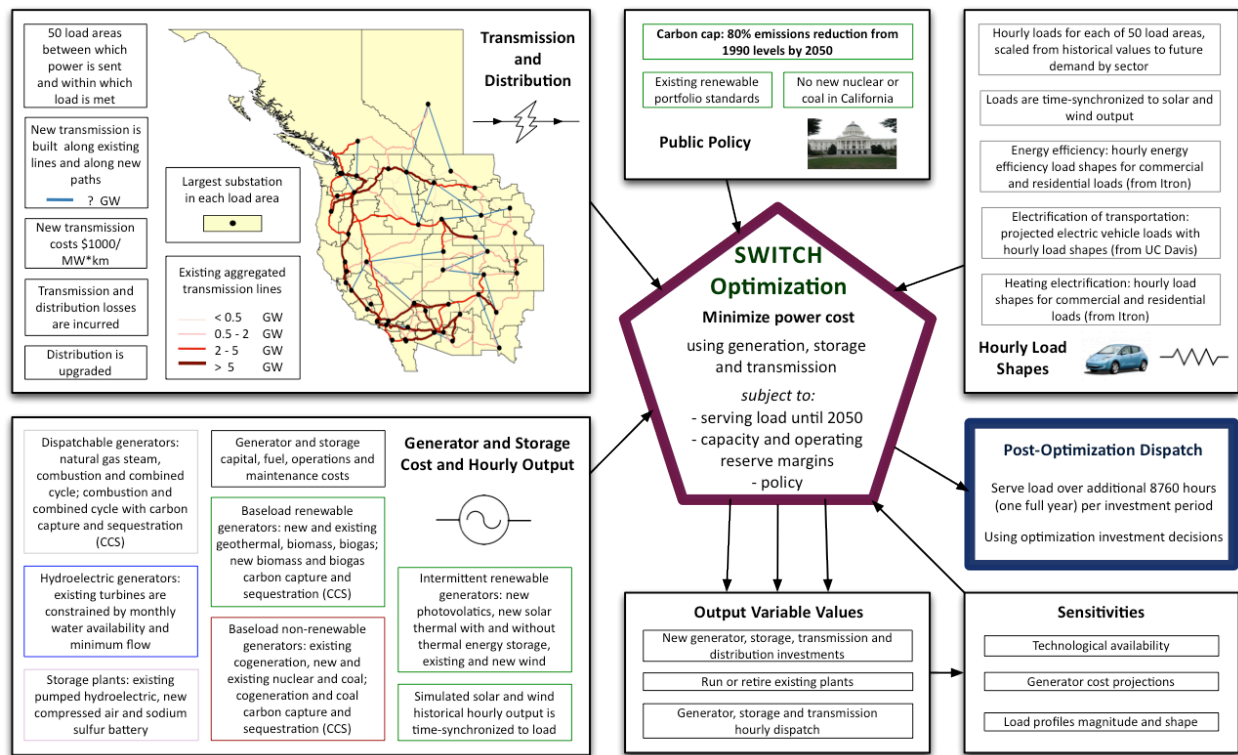 50 load areas
between which
power is sent
and within which
load is met
New transmission is
built along existing
lines and along new
paths
? GW
New transmission
costs $1000/
MW*km
Transmission and
distribution losses
are incurred
Distribution is
upgraded
Largest substation
in each load area
Existing aggregated
transmission lines
< 0.5 GW
0.5 - 2 GW
2 - 5 GW
> 5 GW
Transmission
and
Distribution
Carbon cap: 80% emissions reduction from
1990 levels by 2050
Existing renewable
portfolio standards
No new nuclear or
coal in California
Public Policy
Hourly loads for each of 50 load areas,
scaled from historical values to future
demand by sector
Loads are time-synchronized to solar and
wind output
Energy efficiency: hourly energy
efficiency load shapes for commercial
and residential loads (from Itron)
Electrification of transportation:
projected electric vehicle loads with
hourly load shapes (from UC Davis)
Heating electrification: hourly load
shapes for commercial and residential
loads (from Itron)
Hourly Load
Shapes
SWITCH
Optimization
Minimize power cost
using generation, storage
and transmission
subject to:
- serving load until 2050
- capacity and operating
reserve margins
- policy
Dispatchable generators:
natural gas steam,
combustion and combined
cycle; combustion and
combined cycle with carbon
capture and sequestration
(CCS)
Hydroelectric generators:
existing turbines are
constrained by monthly
water availability and
minimum flow
Storage plants: existing
pumped hydroelectric, new
compressed air and sodium
sulfur battery
Generator and storage
capital, fuel, operations and
maintenance costs
Baseload renewable
generators: new and existing
geothermal, biomass, biogas;
new biomass and biogas
carbon capture and
sequestration (CCS)
Baseload non-renewable
generators: existing
cogeneration, new and
existing nuclear and coal;
cogeneration and coal
carbon capture and
sequestration (CCS)
Generator and Storage
Cost and Hourly Output
Intermittent renewable
generators: new
photovolatics, new solar
thermal with and without
thermal energy storage,
existing and new wind
Simulated solar and wind
historical hourly output is
time-synchronized to load
Post-Optimization Dispatch
Serve load over additional 8760 hours
(one full year) per investment period
Using optimization investment decisions
Output Variable Values
New generator, storage, transmission and
distribution investments
Run or retire existing plants
Generator, storage and transmission
hourly dispatch
Sensitivities
Technological availability
Generator cost projections
Load profiles magnitude and shape